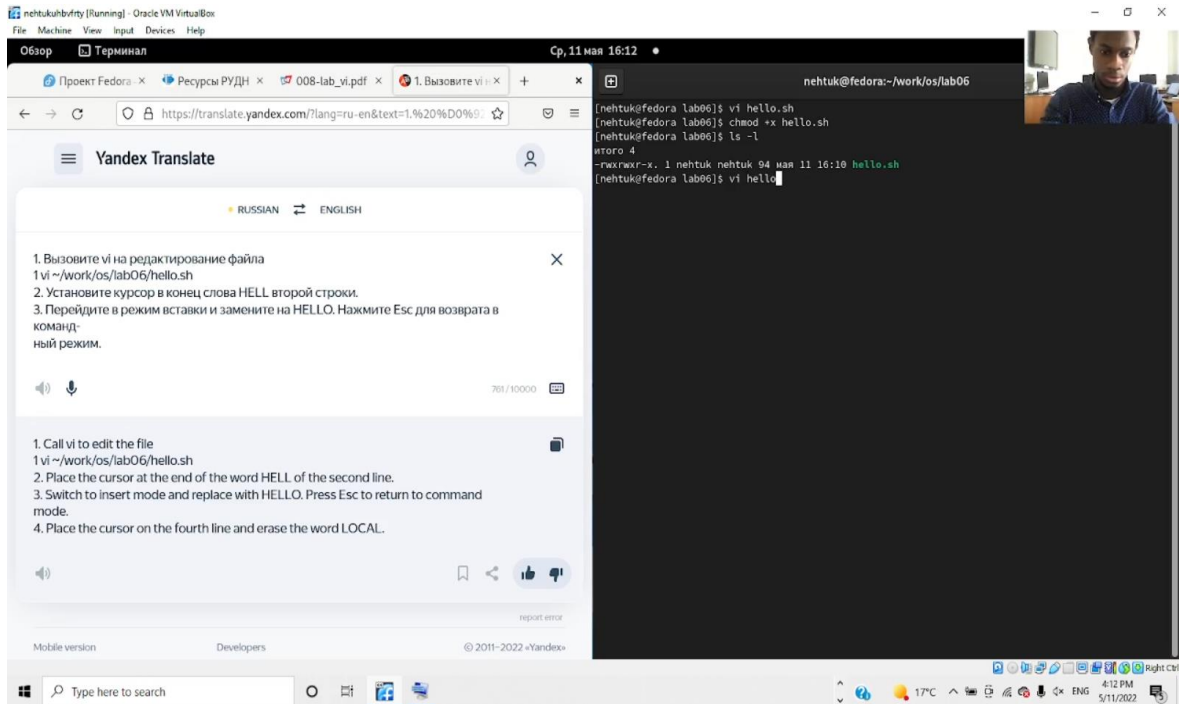 nehtukuhbvfrty [Running] - Oracle VM VirtualBox
File Machine View Input Devices Help
Обзор Терминал Ср, 11 мая 16:12
Проект Fedora Ресурсы РУДН 008-lab_vi.pdf 1. Вызовите vi
https://translate.yandex.com/?lang=ru-en&text=1.%20%D0%92
Yandex Translate
RUSSIAN ENGLISH
1. Вызовите vi на редактирование файла
1 vi ~/work/os/lab06/hello.sh
2. Установите курсор в конец слова HELL второй строки.
3. Перейдите в режим вставки и замените на HELLO. Нажмите Esc для возврата в
команд-
ный режим.
761/10000
1. Call vi to edit the file
1 vi ~/work/os/lab06/hello.sh
2. Place the cursor at the end of the word HELL of the second line.
3. Switch to insert mode and replace with HELLO. Press Esc to return to command
mode.
4. Place the cursor on the fourth line and erase the word LOCAL.
report error
Mobile version Developers © 2011–2022 «Yandex»
nehtuk@fedora:~/work/os/lab06
[nehtuk@fedora lab06]$ vi hello.sh
[nehtuk@fedora lab06]$ chmod +x hello.sh
[nehtuk@fedora lab06]$ ls -l
итого 4
-rwxrwxr-x. 1 nehtuk nehtuk 94 мая 11 16:10 hello.sh
[nehtuk@fedora lab06]$ vi hello
Right Ctrl
Type here to search 17°C ENG 4:12 PM
5/11/2022